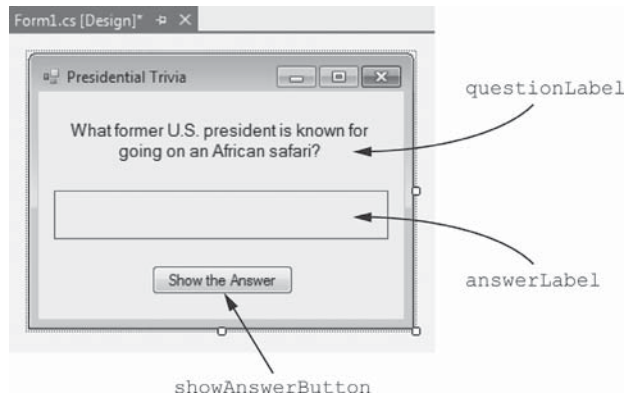 Form1.cs [Design]*
Presidential Trivia
questionLabel
What former U.S. president is known for
going on an African safari?
answerLabel
Show the Answer
showAnswerButton